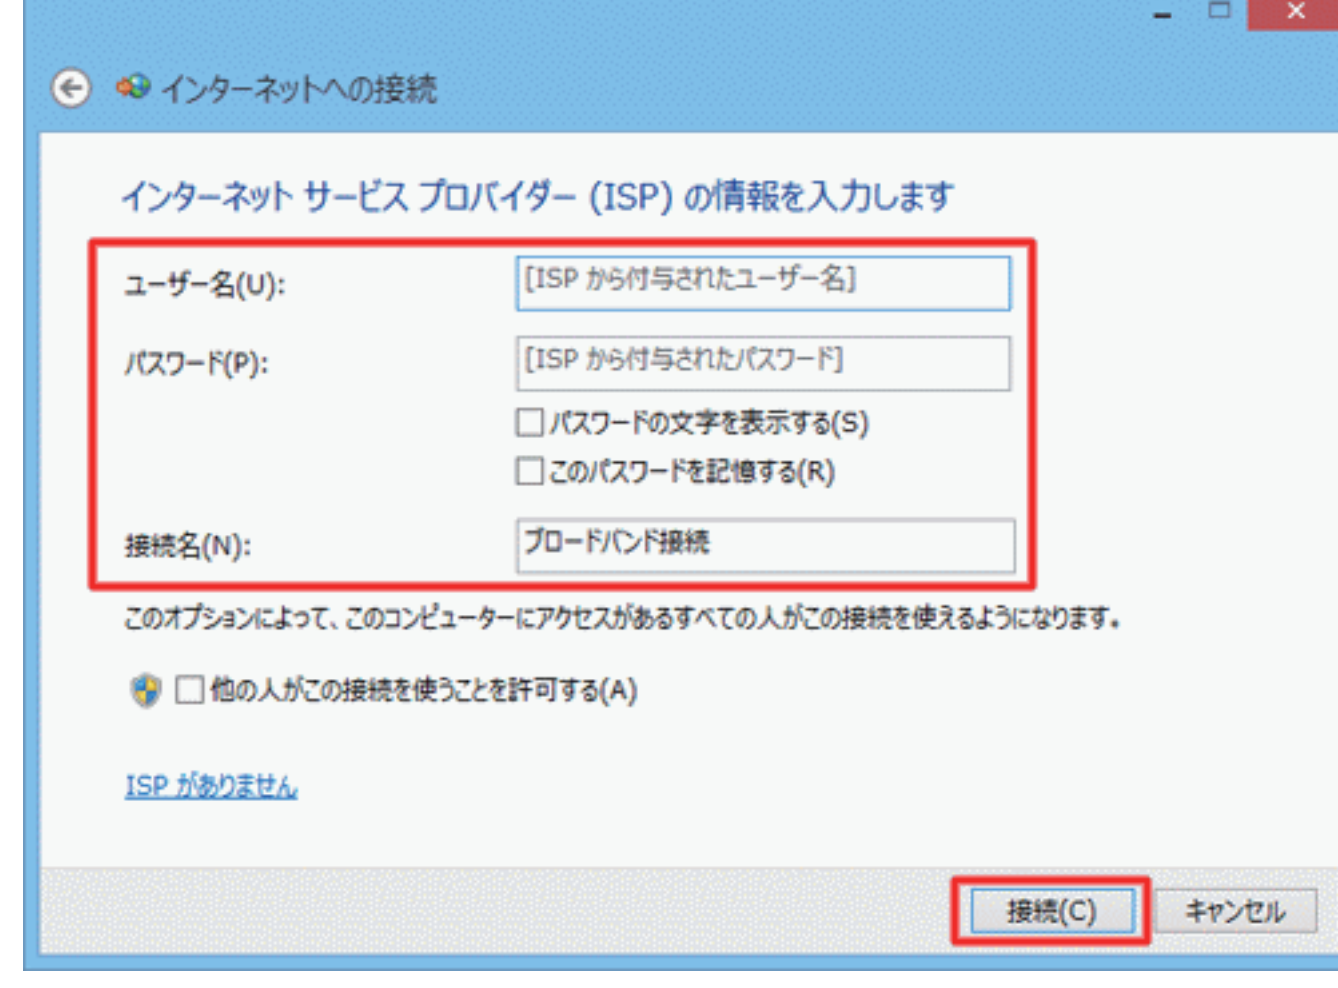 インターネットへの接続
インターネット サービス プロバイダー (ISP) の情報を入力します
ユーザー名(U): [ISP から付与されたユーザー名]
パスワード(P): [ISP から付与されたパスワード]
パスワードの文字を表示する(S)
このパスワードを記憶する(R)
接続名(N): ブロードバンド接続
このオプションによって、このコンピューターにアクセスがあるすべての人がこの接続を使えるようになります。
他の人がこの接続を使うことを許可する(A)
ISP がありません
接続(C) キャンセル